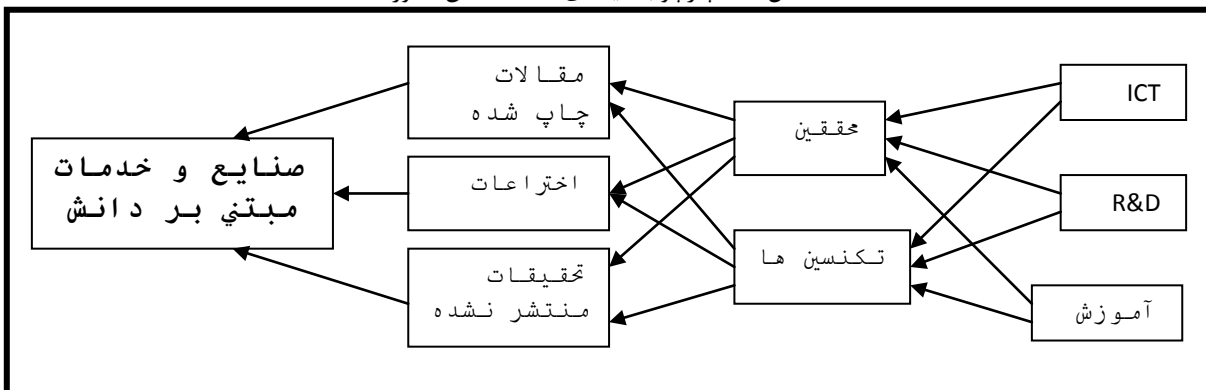 ICT
R&D
آموزش
محققین
تکنسین ها
مقالات
چاپ شده
اختراعات
تحقیقات
منتشر نشده
صنایع و خدمات
مبتني بر دانش